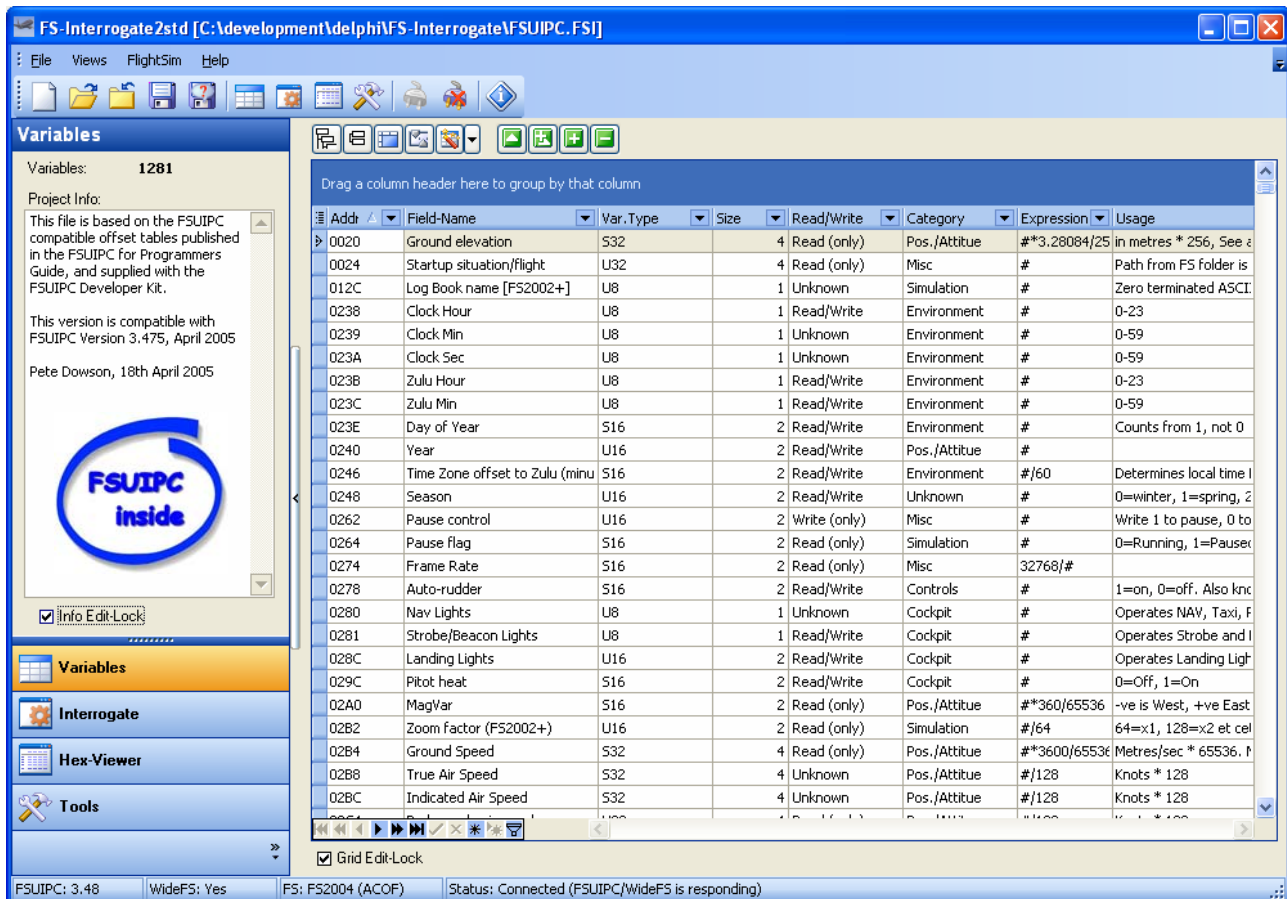 FS-Interrogate2std [C:\development\delphi\FS-Interrogate\FSUIPC.FSI]
File Views FlightSim Help
Variables
Variables: 1281
Project Info:
This file is based on the FSUIPC
compatible offset tables published
in the FSUIPC for Programmers
Guide, and supplied with the
FSUIPC Developer Kit.
This version is compatible with
FSUIPC Version 3.475, April 2005
Pete Dowson, 18th April 2005
FSUIPC
inside
Info Edit-Lock
Variables
Interrogate
Hex-Viewer
Tools
Drag a column header here to group by that column
Addr Field-Name Var.Type Size Read/Write Category Expression Usage
0020 Ground elevation S32 4 Read (only) Pos./Attitue #*3.28084/25 in metres * 256, See a
0024 Startup situation/flight U32 4 Read (only) Misc # Path from FS folder is
012C Log Book name [FS2002+] U8 1 Unknown Simulation # Zero terminated ASCI
0238 Clock Hour U8 1 Read/Write Environment # 0-23
0239 Clock Min U8 1 Unknown Environment # 0-59
023A Clock Sec U8 1 Unknown Environment # 0-59
023B Zulu Hour U8 1 Read/Write Environment # 0-23
023C Zulu Min U8 1 Read/Write Environment # 0-59
023E Day of Year S16 2 Read/Write Environment # Counts from 1, not 0
0240 Year U16 2 Read/Write Pos./Attitue #
0246 Time Zone offset to Zulu (minu S16 2 Read/Write Environment #/60 Determines local time
0248 Season U16 2 Read/Write Unknown # 0=winter, 1=spring, 2
0262 Pause control U16 2 Write (only) Misc # Write 1 to pause, 0 to
0264 Pause flag S16 2 Read (only) Simulation # 0=Running, 1=Paused
0274 Frame Rate S16 2 Read (only) Misc 32768/#
0278 Auto-rudder S16 2 Read/Write Controls # 1=on, 0=off. Also kno
0280 Nav Lights U8 1 Unknown Cockpit # Operates NAV, Taxi,
0281 Strobe/Beacon Lights U8 1 Read/Write Cockpit # Operates Strobe and
028C Landing Lights U16 2 Read/Write Cockpit # Operates Landing Ligh
029C Pitot heat S16 2 Read/Write Cockpit # 0=Off, 1=On
02A0 MagVar S16 2 Read (only) Pos./Attitue #*360/65536 -ve is West, +ve East
02B2 Zoom factor (FS2002+) U16 2 Read (only) Simulation #/64 64=x1, 128=x2 et cet
02B4 Ground Speed S32 4 Read (only) Pos./Attitue #*3600/65536 Metres/sec * 65536.
02B8 True Air Speed S32 4 Unknown Pos./Attitue #/128 Knots * 128
02BC Indicated Air Speed S32 4 Unknown Pos./Attitue #/128 Knots * 128
Grid Edit-Lock
FSUIPC: 3.48 WideFS: Yes FS: FS2004 (ACOF) Status: Connected (FSUIPC/WideFS is responding)